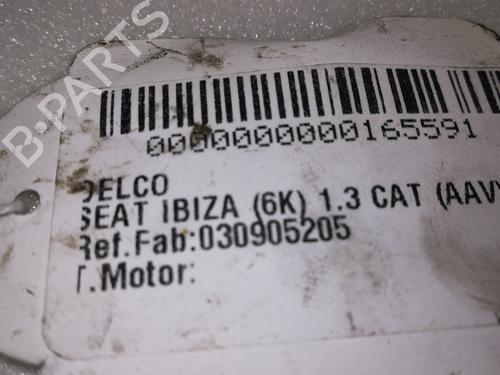 B-PARTS
0000000000165591
DELCO
SEAT IBIZA (6K) 1.3 CAT (AAV)
Ref.Fab:030905205
T.Motor: